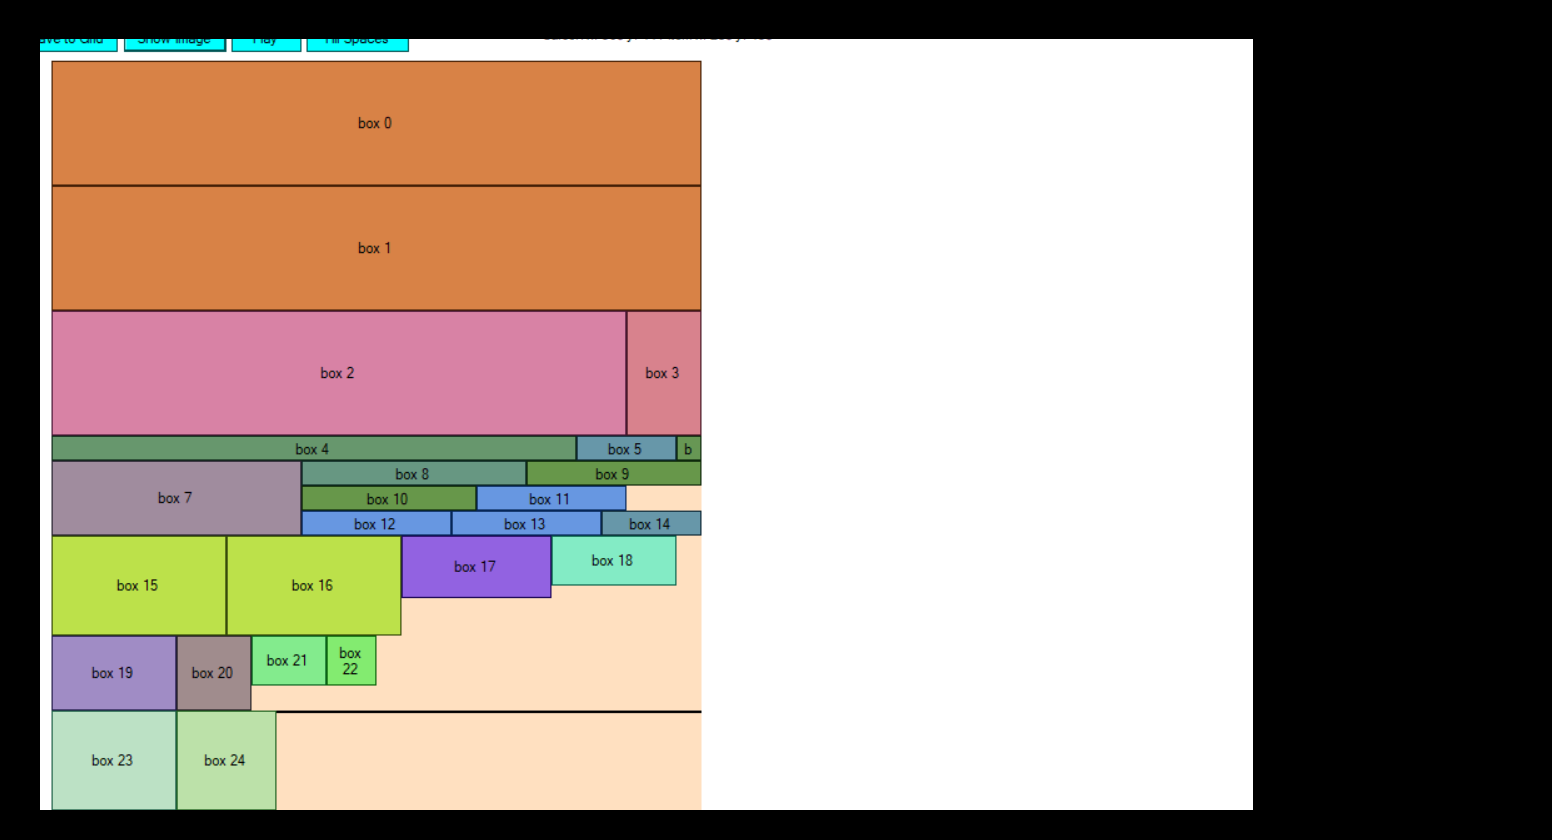 Show Image
Play
Fill Spaces
box 0
box 1
box 2
box 3
box 4
box 5
b
box 7
box 8
box 9
box 10
box 11
box 12
box 13
box 14
box 15
box 16
box 17
box 18
box 19
box 20
box 21
box
22
box 23
box 24